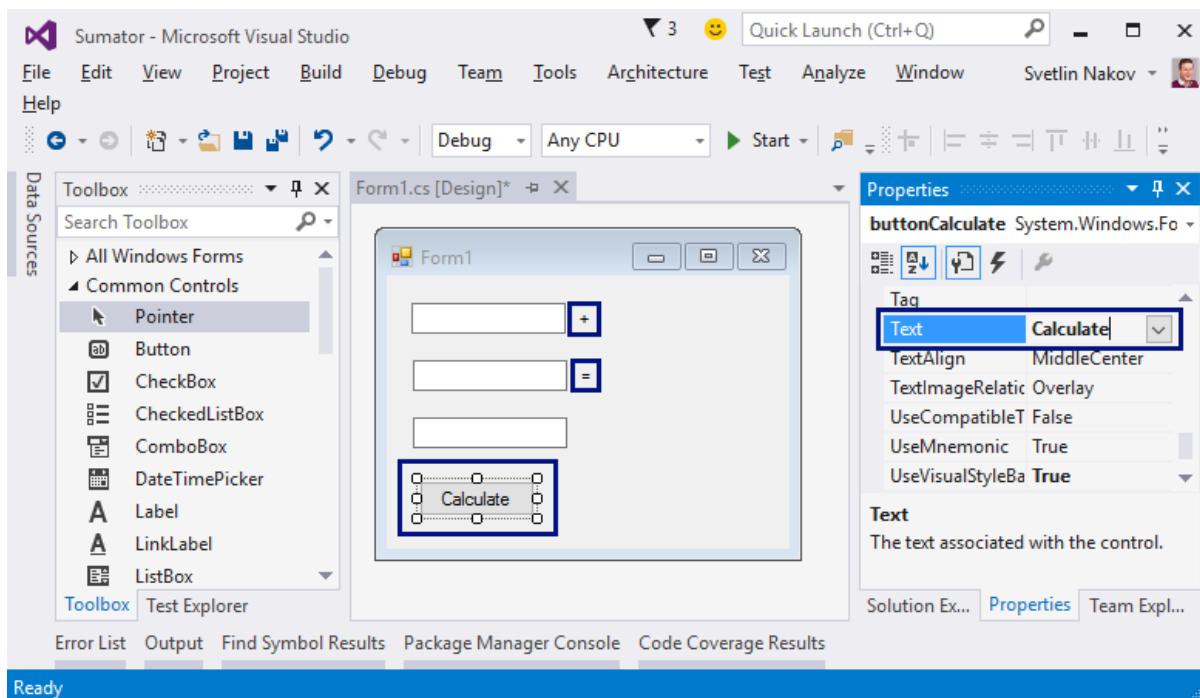 Sumator - Microsoft Visual Studio
3
Quick Launch (Ctrl+Q)
File Edit View Project Build Debug Team Tools Architecture Test Analyze Window Svetlin Nakov
Help
Debug Any CPU Start
Data Sources
Toolbox
Search Toolbox
All Windows Forms
Common Controls
Pointer
Button
CheckBox
CheckedListBox
ComboBox
DateTimePicker
Label
LinkLabel
ListBox
Toolbox Test Explorer
Form1.cs [Design]*
Form1
+
=
Calculate
Properties
buttonCalculate System.Windows.Fo
Tag
Text Calculate
TextAlign MiddleCenter
TextImageRelatic Overlay
UseCompatibleT False
UseMnemonic True
UseVisualStyleBa True
Text
The text associated with the control.
Solution Ex... Properties Team Expl...
Error List Output Find Symbol Results Package Manager Console Code Coverage Results
Ready